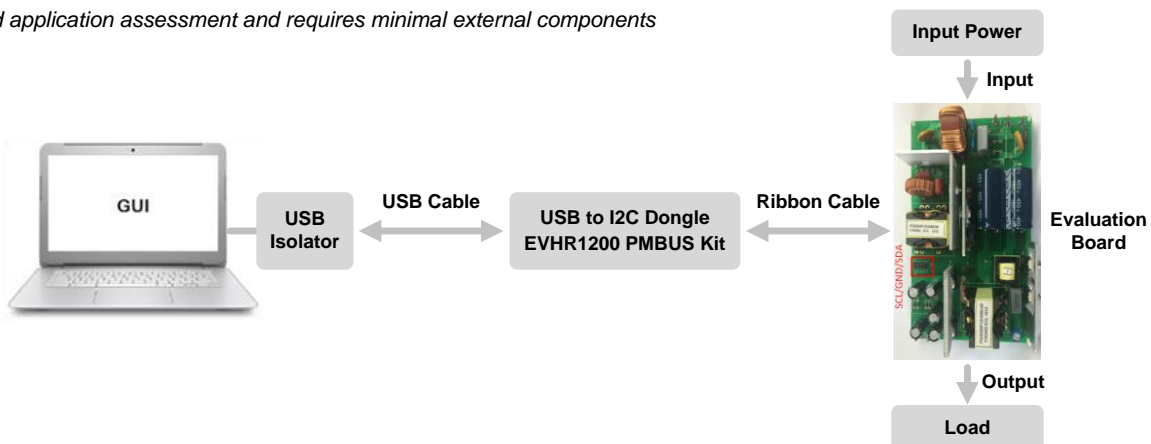 application assessment and requires minimal external components
Input Power
Input
GUI
USB
Isolator
USB Cable
USB to I2C Dongle
EVHR1200 PMBUS Kit
Ribbon Cable
Evaluation
Board
SCL/GND/SDA
Output
Load